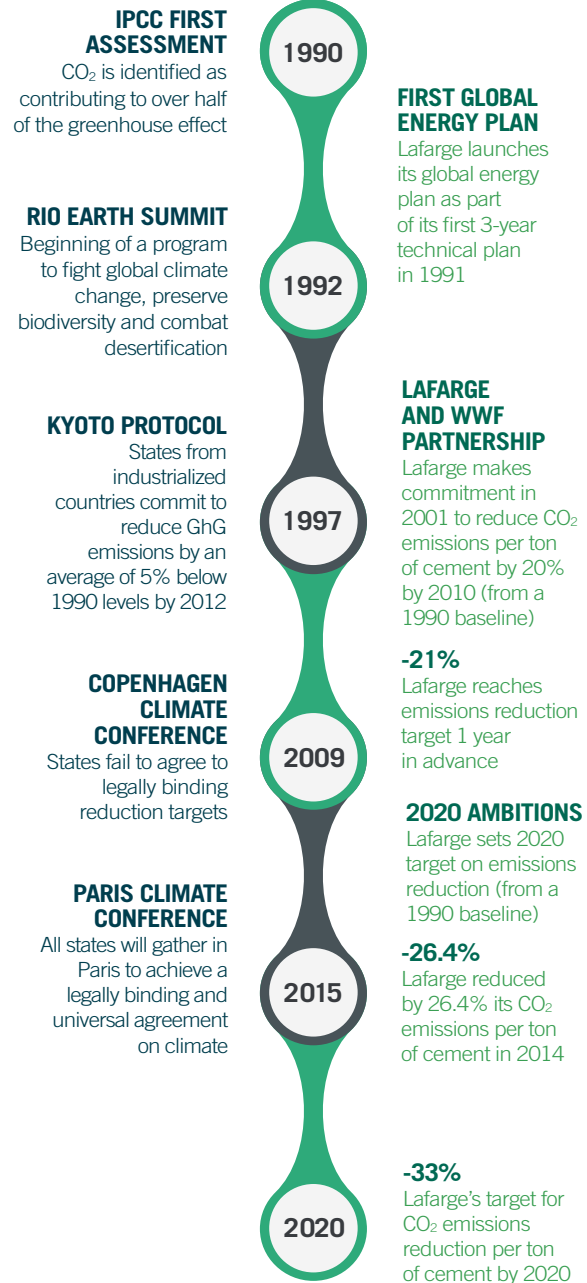 IPCC FIRST
ASSESSMENT
CO₂ is identified as
contributing to over half
of the greenhouse effect
1990
FIRST GLOBAL
ENERGY PLAN
Lafarge launches
its global energy
plan as part
of its first 3-year
technical plan
in 1991
RIO EARTH SUMMIT
Beginning of a program
to fight global climate
change, preserve
biodiversity and combat
desertification
1992
LAFARGE
AND WWF
PARTNERSHIP
Lafarge makes
commitment in
2001 to reduce CO₂
emissions per ton
of cement by 20%
by 2010 (from a
1990 baseline)
KYOTO PROTOCOL
States from
industrialized
countries commit to
reduce GhG
emissions by an
average of 5% below
1990 levels by 2012
1997
-21%
Lafarge reaches
emissions reduction
target 1 year
in advance
COPENHAGEN
CLIMATE
CONFERENCE
States fail to agree to
legally binding
reduction targets
2009
2020 AMBITIONS
Lafarge sets 2020
target on emissions
reduction (from a
1990 baseline)
PARIS CLIMATE
CONFERENCE
All states will gather in
Paris to achieve a
legally binding and
universal agreement
on climate
2015
-26.4%
Lafarge reduced
by 26.4% its CO₂
emissions per ton
of cement in 2014
2020
-33%
Lafarge’s target for
CO₂ emissions
reduction per ton
of cement by 2020